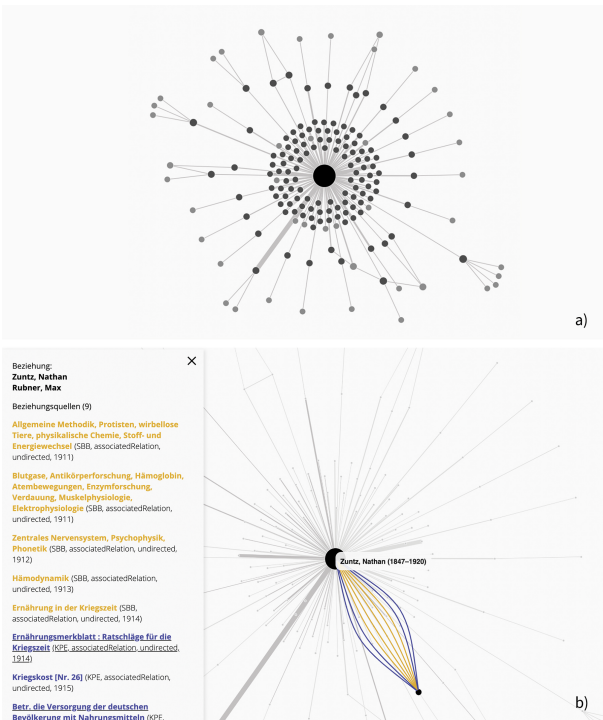 a)
Beziehung:
Zuntz, Nathan
Rubner, Max
Beziehungsquellen (9)
Allgemeine Methodik, Protisten, wirbellose
Tiere, physikalische Chemie, Stoff- und
Energiewechsel (SBB, associatedRelation,
undirected, 1911)
Blutgase, Antikörperforschung, Hämoglobin,
Atembewegungen, Enzymforschung,
Verdauung, Muskelphysiologie,
Elektrophysiologie (SBB, associatedRelation,
undirected, 1911)
Zentrales Nervensystem, Psychophysik,
Phonetik (SBB, associatedRelation, undirected,
1912)
Hämodynamik (SBB, associatedRelation,
undirected, 1913)
Ernährung in der Kriegszeit (SBB,
associatedRelation, undirected, 1914)
Ernährungsmerkblatt : Ratschläge für die
Kriegszeit (KPE, associatedRelation, undirected,
1914)
Kriegskost [Nr. 26] (KPE, associatedRelation,
undirected, 1915)
Betr. die Versorgung der deutschen
Bevölkerung mit Nahrungsmitteln (KPE,
Zuntz, Nathan (1847–1920)
b)